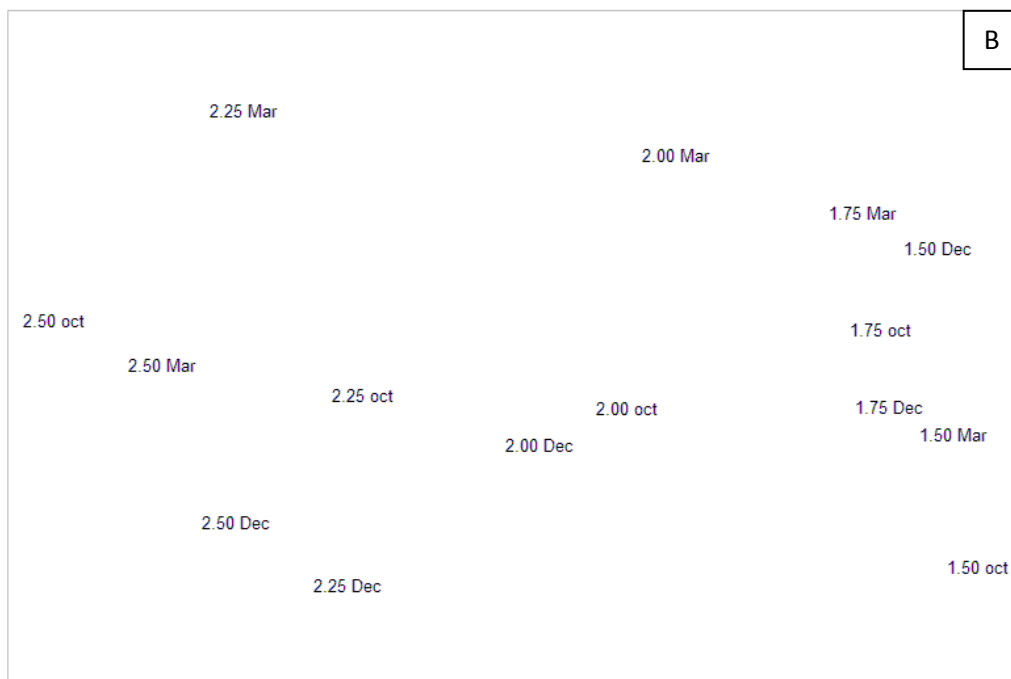 B
2.25 Mar
2.00 Mar
1.75 Mar
1.50 Dec
2.50 oct
1.75 oct
2.50 Mar
2.25 oct
2.00 oct
1.75 Dec
1.50 Mar
2.00 Dec
2.50 Dec
1.50 oct
2.25 Dec